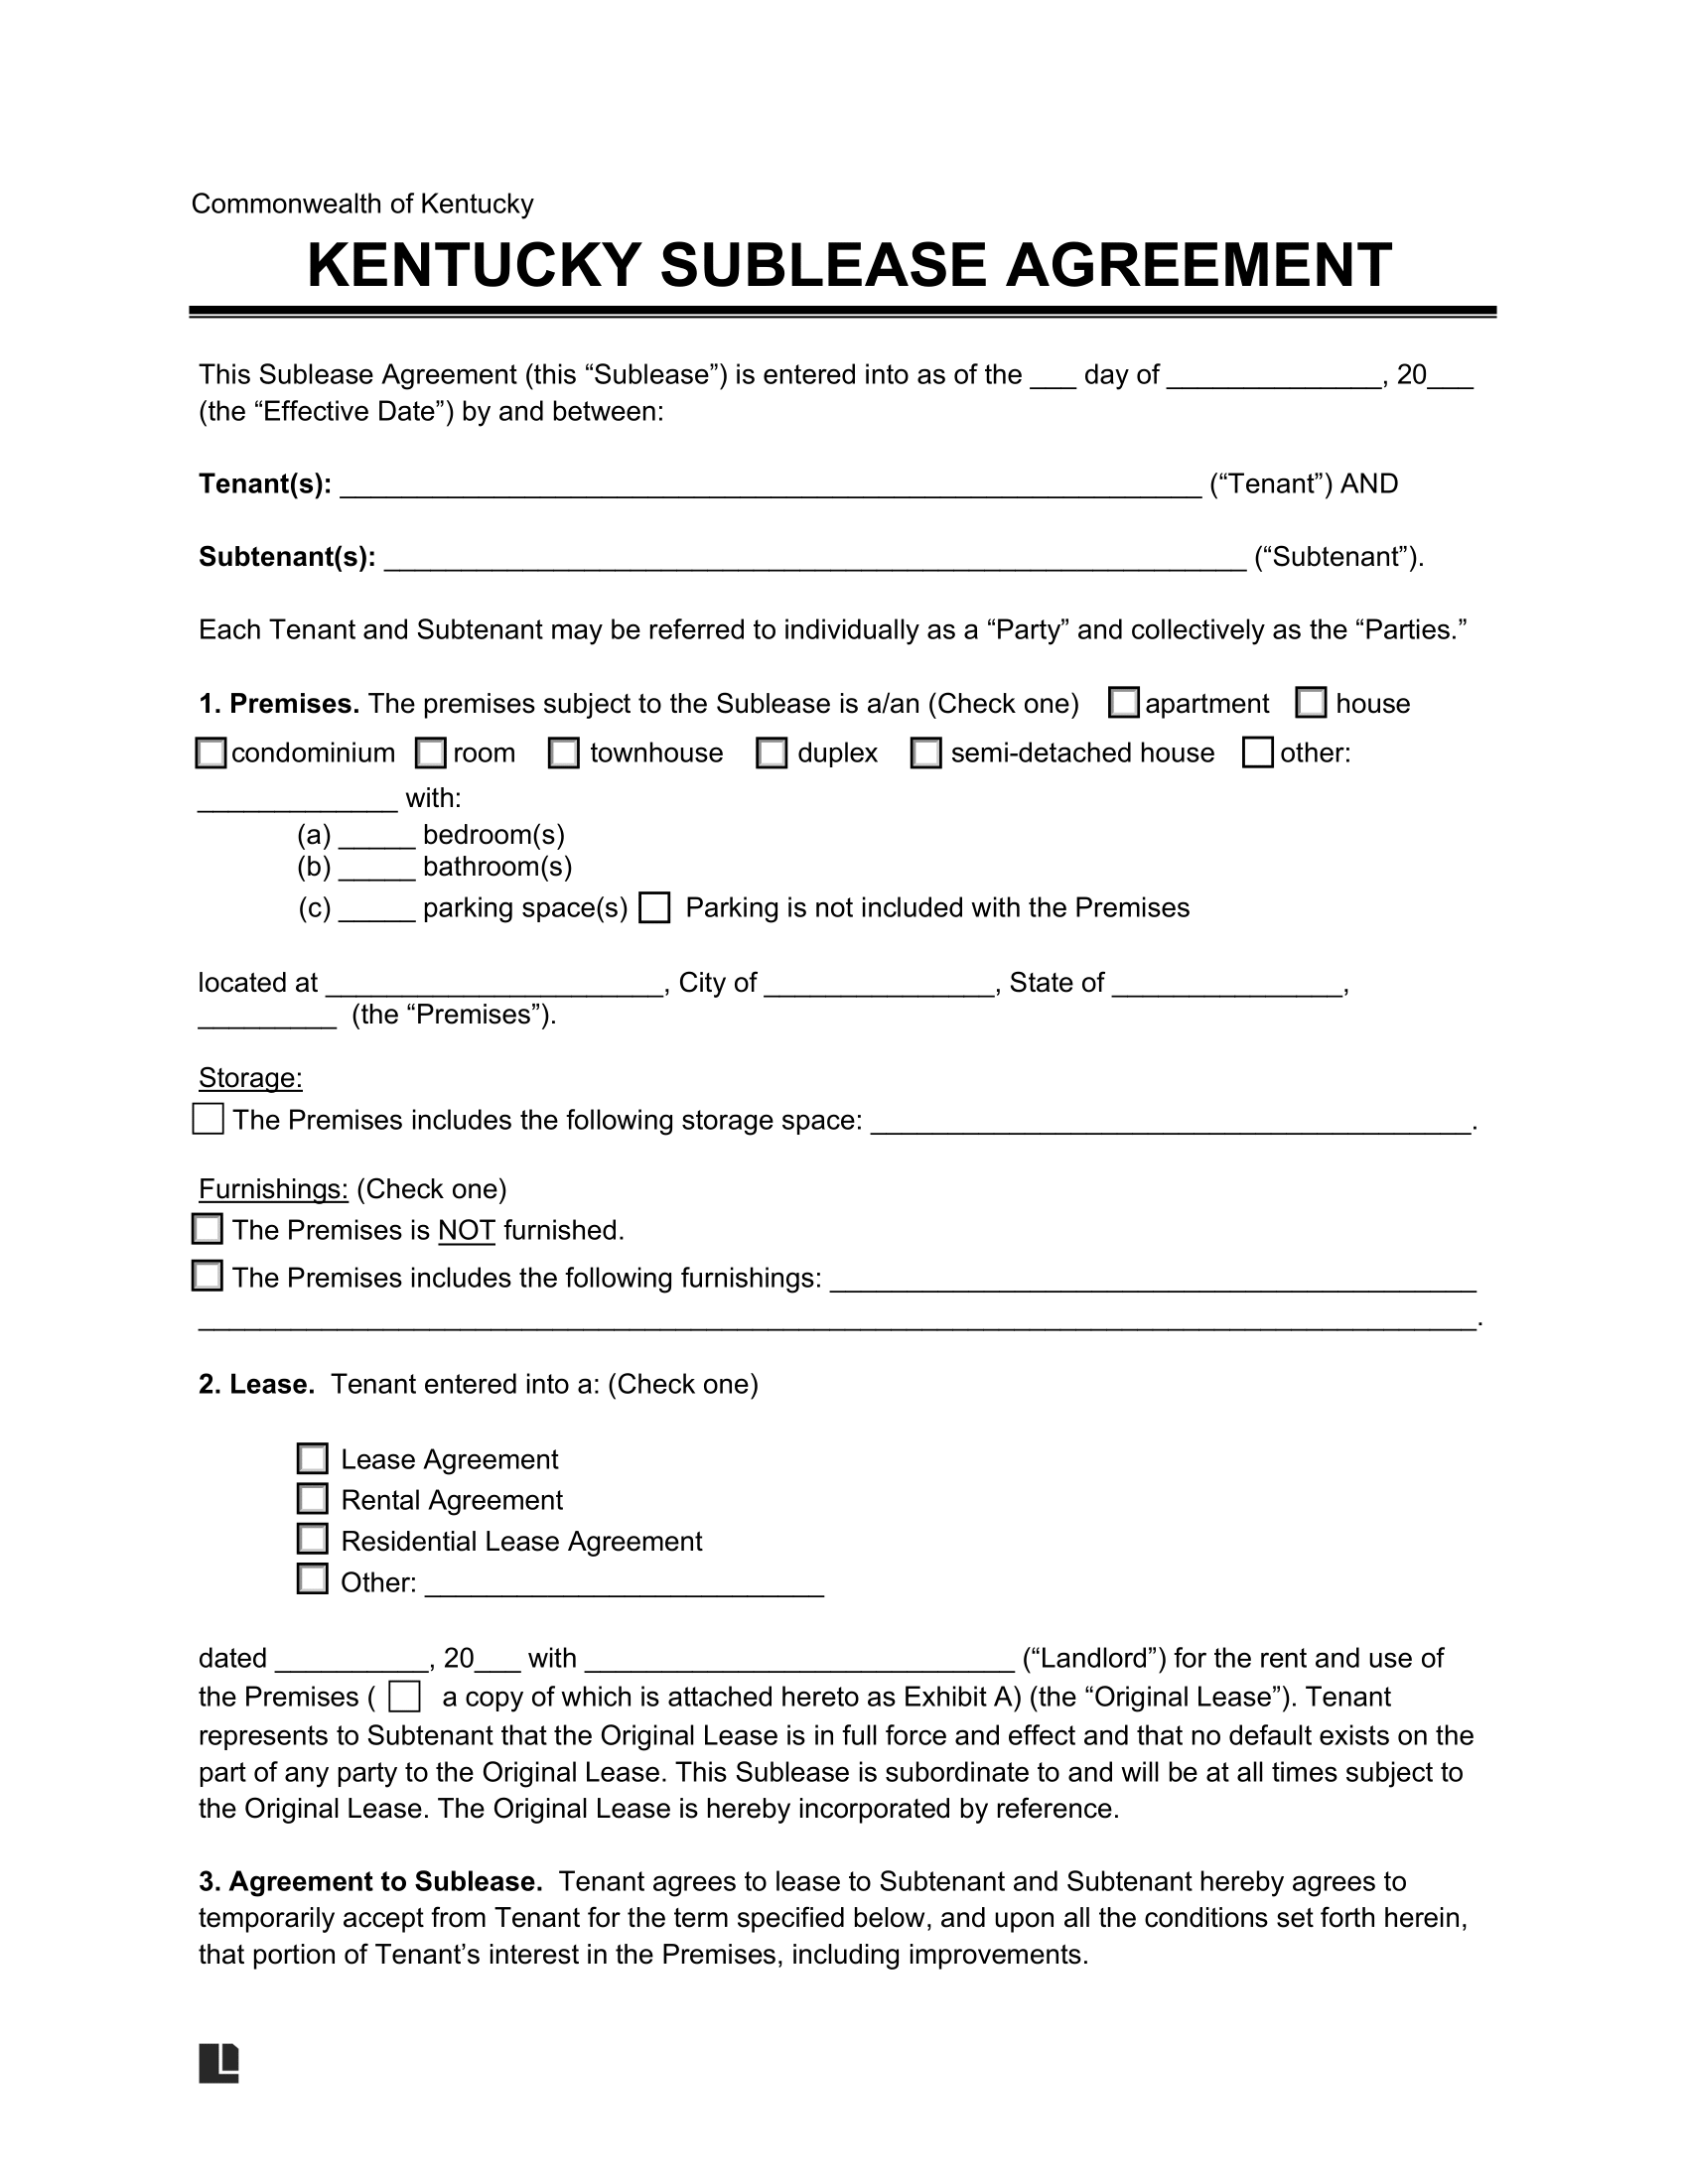 Commonwealth of Kentucky
KENTUCKY SUBLEASE AGREEMENT
This Sublease Agreement (this “Sublease”) is entered into as of the ___ day of ______________, 20___
(the “Effective Date”) by and between:
Tenant(s): ________________________________________________________ (“Tenant”) AND
Subtenant(s): ________________________________________________________ (“Subtenant”).
Each Tenant and Subtenant may be referred to individually as a “Party” and collectively as the “Parties.”
1. Premises. The premises subject to the Sublease is a/an (Check one) ☐ apartment ☐ house
☐ condominium ☐ room ☐ townhouse ☐ duplex ☐ semi-detached house ☐ other:
_____________ with:
(a) _____ bedroom(s)
(b) _____ bathroom(s)
(c) _____ parking space(s) ☐ Parking is not included with the Premises
located at ______________________, City of _______________, State of _______________,
_________ (the “Premises”).
Storage:
☐ The Premises includes the following storage space: _______________________________________.
Furnishings: (Check one)
☐ The Premises is NOT furnished.
☐ The Premises includes the following furnishings: __________________________________________
___________________________________________________________________________________.
2. Lease. Tenant entered into a: (Check one)
☐ Lease Agreement
☐ Rental Agreement
☐ Residential Lease Agreement
☐ Other: __________________________
dated __________, 20___ with ____________________________ (“Landlord”) for the rent and use of
the Premises ( ☐ a copy of which is attached hereto as Exhibit A) (the “Original Lease”). Tenant
represents to Subtenant that the Original Lease is in full force and effect and that no default exists on the
part of any party to the Original Lease. This Sublease is subordinate to and will be at all times subject to
the Original Lease. The Original Lease is hereby incorporated by reference.
3. Agreement to Sublease. Tenant agrees to lease to Subtenant and Subtenant hereby agrees to
temporarily accept from Tenant for the term specified below, and upon all the conditions set forth herein,
that portion of Tenant’s interest in the Premises, including improvements.